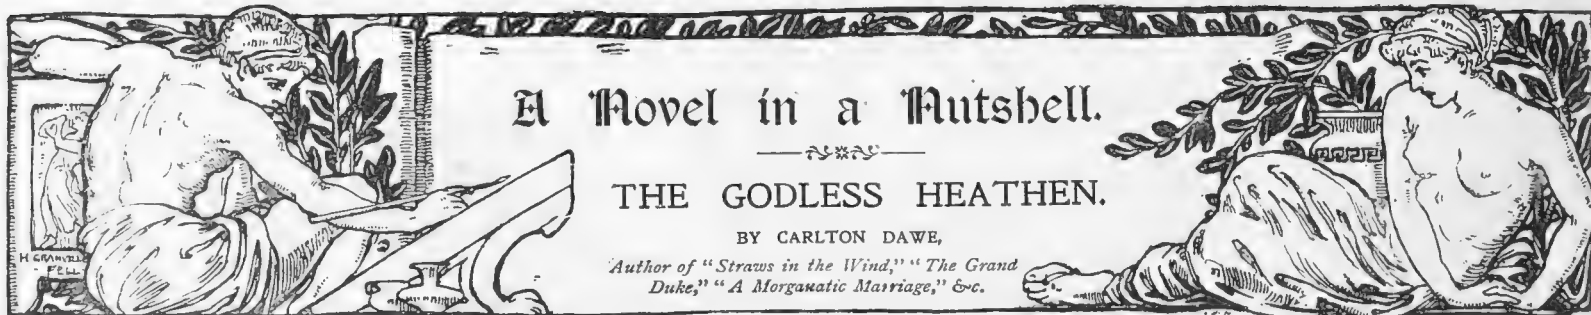 A Novel in a Nutshell.
THE GODLESS HEATHEN.
BY CARLTON DAWE,
Author of "Straws in the Wind," "The Grand
Duke," "A Morganatic Marriage," &c.
H GRANVILLE
FELL